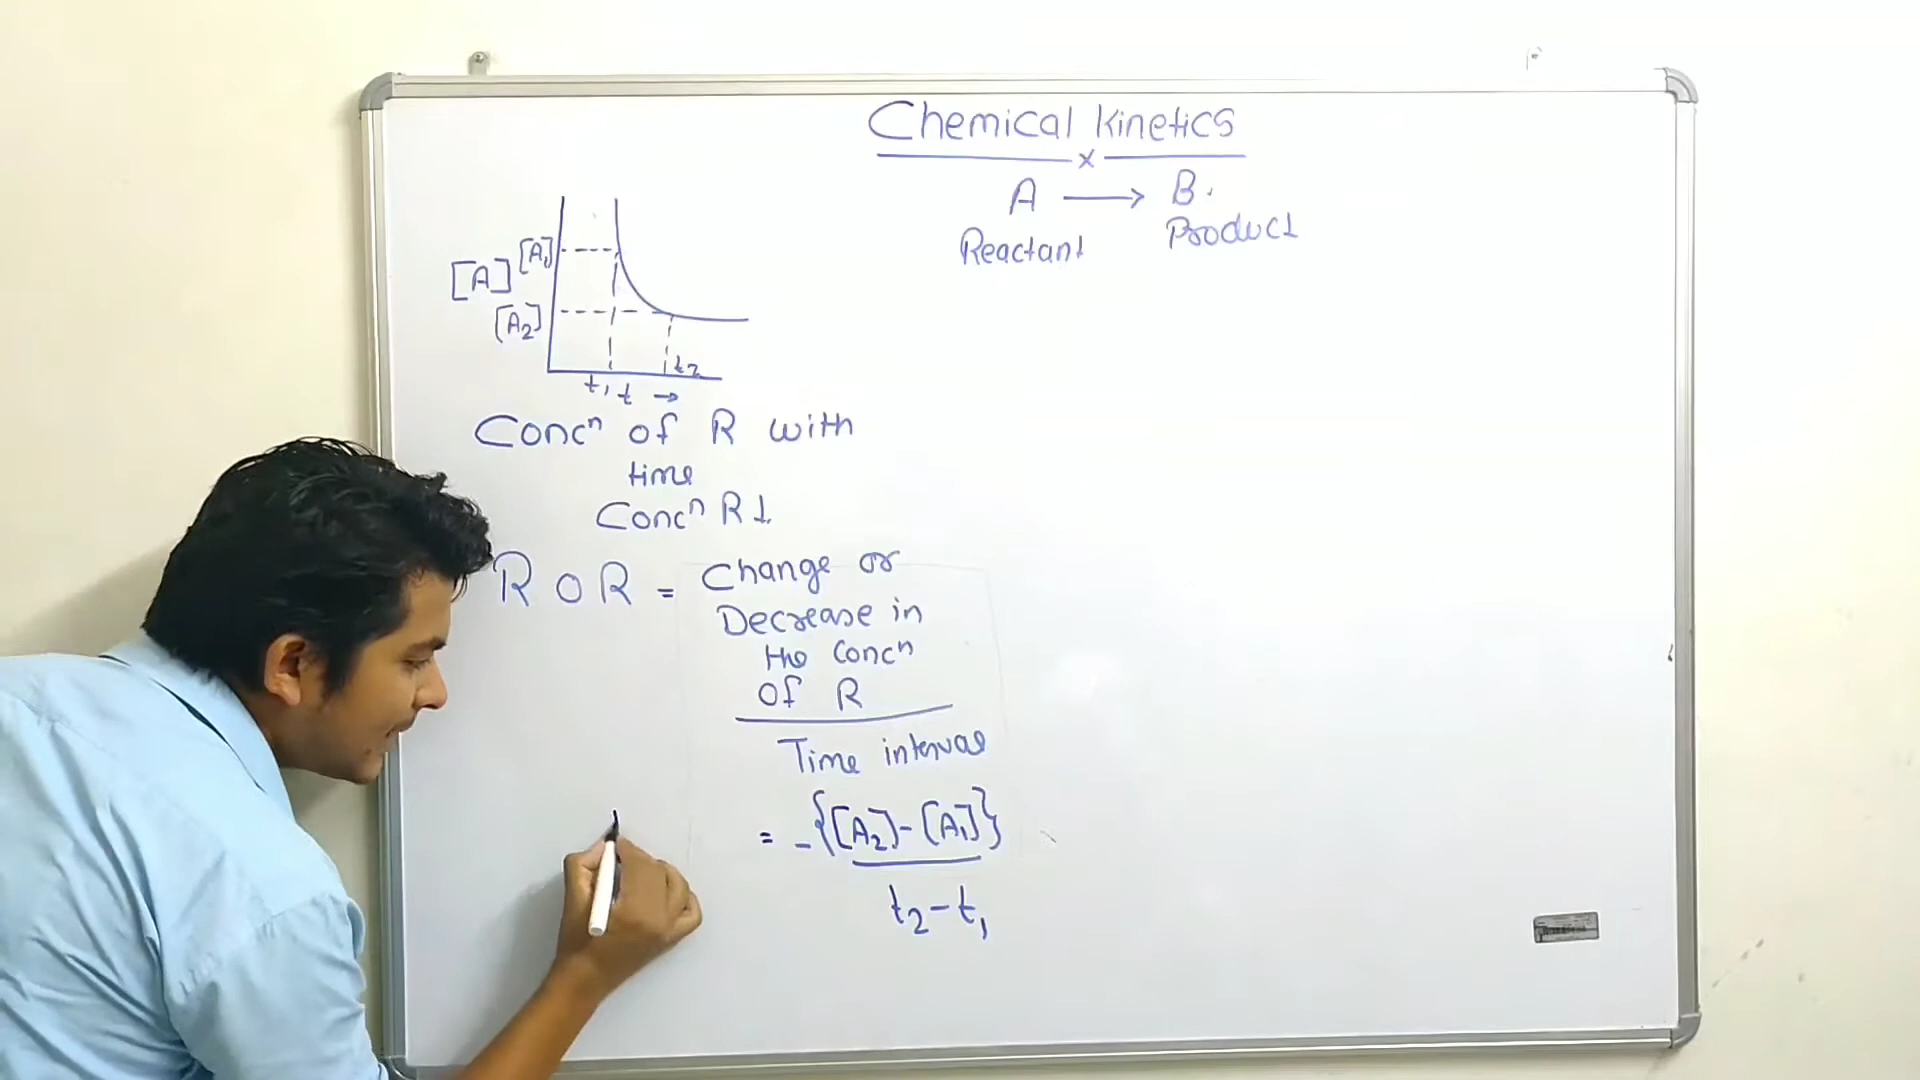 Chemical Kinetics
x
A ⟶ B.
Reactant Product
[A] [A₁]
[A₂]
t₂
t₁ t →
Concⁿ of R with
time
Concⁿ R↓
R O R = Change or
Decrease in
the Concⁿ
Of R
Time interval
= -{[A₂]-[A₁]}
t₂-t₁